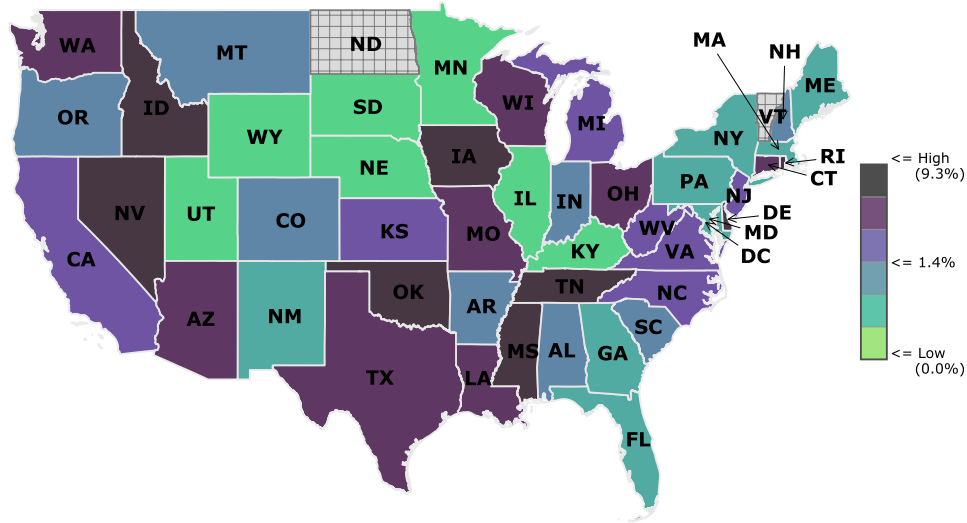 MA
NH
WA
MT
ND
MN
ME
OR
ID
SD
WI
MI
VT
NY
WY
IA
NE
RI
CT
PA
NJ
OH
IL
IN
NV
UT
CO
KS
MO
KY
WV
VA
DE
MD
DC
CA
AZ
NM
OK
AR
TN
NC
SC
MS
AL
GA
TX
LA
FL
<= High
(9.3%)
<= 1.4%
<= Low
(0.0%)